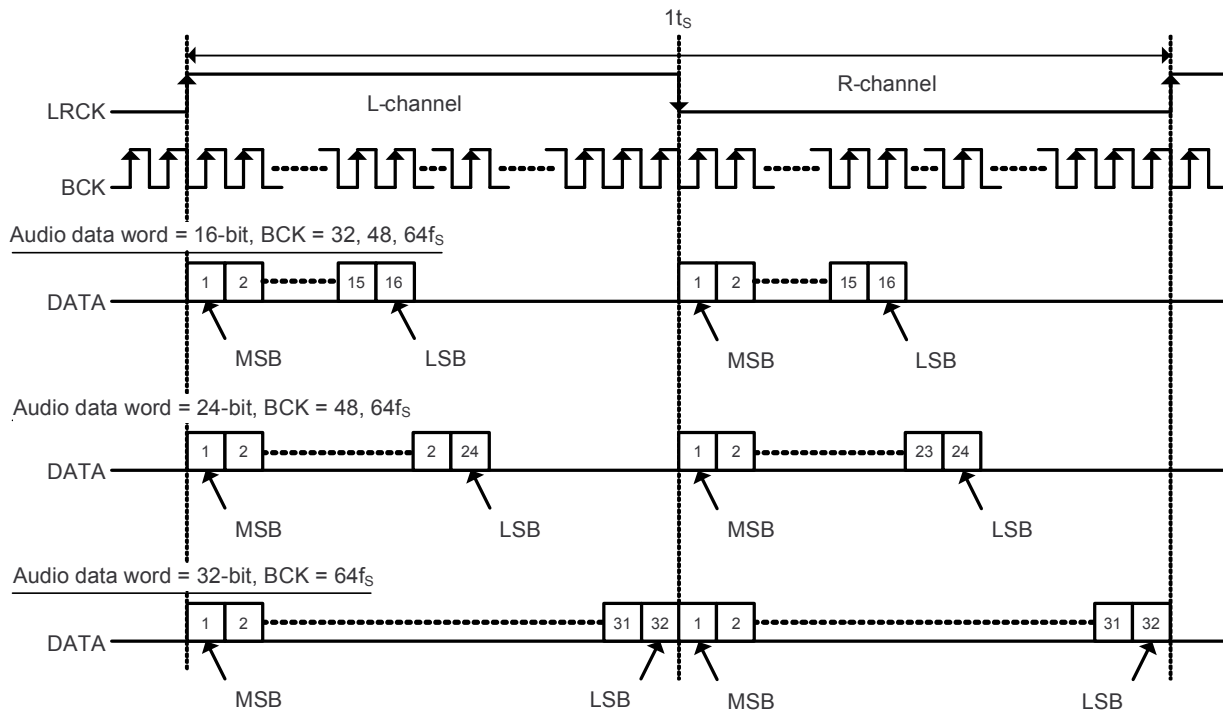 1tS
L-channel
R-channel
LRCK
BCK
Audio data word = 16-bit, BCK = 32, 48, 64fS
DATA
1 2 15 16 1 2 15 16
MSB LSB MSB LSB
Audio data word = 24-bit, BCK = 48, 64fS
DATA
1 2 2 24 1 2 23 24
MSB LSB MSB LSB
Audio data word = 32-bit, BCK = 64fS
DATA
1 2 31 32 1 2 31 32
MSB LSB MSB LSB